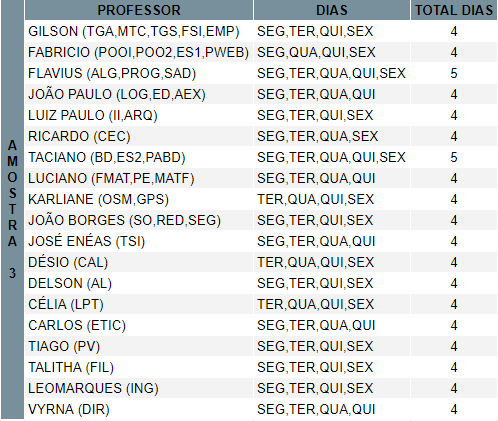 PROFESSOR DIAS TOTAL DIAS
AMOSTRA 3
GILSON (TGA,MTC,TGS,FSI,EMP) SEG,TER,QUI,SEX 4
FABRICIO (POOI,POO2,ES1,PWEB) SEG,QUA,QUI,SEX 4
FLAVIUS (ALG,PROG,SAD) SEG,TER,QUA,QUI,SEX 5
JOÃO PAULO (LOG,ED,AEX) SEG,TER,QUA,QUI 4
LUIZ PAULO (II,ARQ) SEG,TER,QUI,SEX 4
RICARDO (CEC) SEG,TER,QUA,SEX 4
TACIANO (BD,ES2,PABD) SEG,TER,QUA,QUI,SEX 5
LUCIANO (FMAT,PE,MATF) SEG,TER,QUA,QUI 4
KARLIANE (OSM,GPS) TER,QUA,QUI,SEX 4
JOÃO BORGES (SO,RED,SEG) SEG,TER,QUI,SEX 4
JOSÉ ENÉAS (TSI) SEG,TER,QUA,QUI 4
DÉSIO (CAL) TER,QUA,QUI,SEX 4
DELSON (AL) SEG,TER,QUI,SEX 4
CÉLIA (LPT) TER,QUA,QUI,SEX 4
CARLOS (ETIC) SEG,TER,QUA,QUI 4
TIAGO (PV) SEG,TER,QUI,SEX 4
TALITHA (FIL) SEG,TER,QUI,SEX 4
LEOMARQUES (ING) SEG,TER,QUI,SEX 4
VYRNA (DIR) SEG,TER,QUA,QUI 4